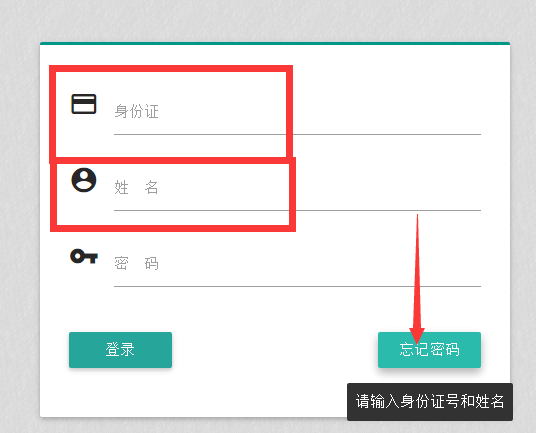 身份证
姓　名
密　码
登录
忘记密码
请输入身份证号和姓名